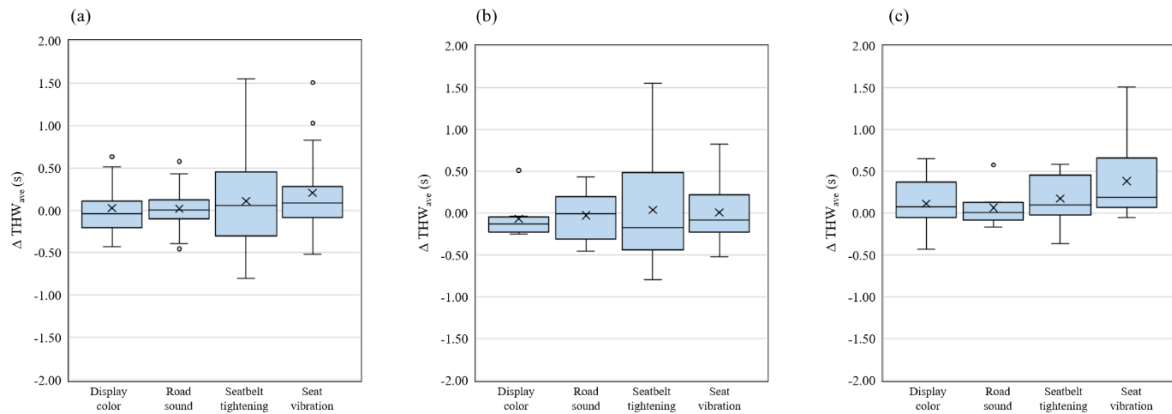 (a)
2.00
1.50
1.00
0.50
0.00
-0.50
-1.00
-1.50
-2.00
Δ THWave (s)
Display color
Road sound
Seatbelt tightening
Seat vibration
(b)
2.00
1.50
1.00
0.50
0.00
-0.50
-1.00
-1.50
-2.00
Δ THWave (s)
Display color
Road sound
Seatbelt tightening
Seat vibration
(c)
2.00
1.50
1.00
0.50
0.00
-0.50
-1.00
-1.50
-2.00
Δ THWave (s)
Display color
Road sound
Seatbelt tightening
Seat vibration